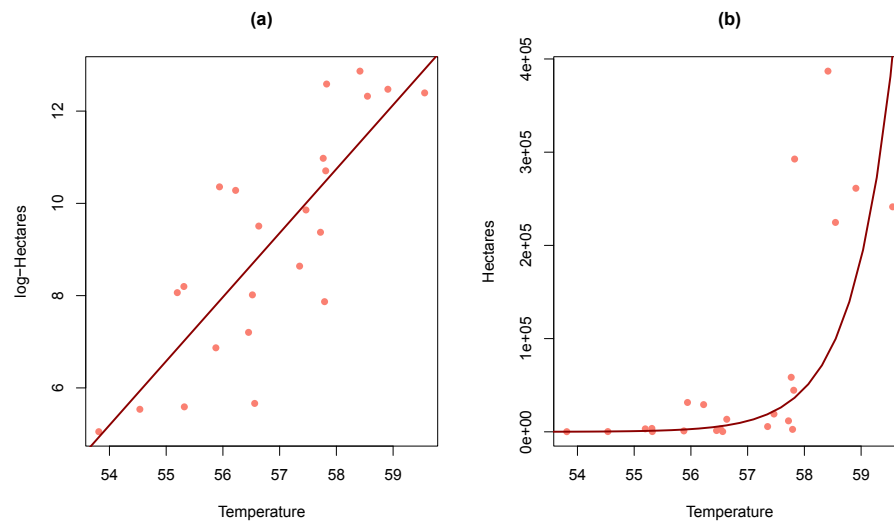 (a)
log−Hectares
12
10
8
6
54 55 56 57 58 59
Temperature
(b)
Hectares
4e+05
3e+05
2e+05
1e+05
0e+00
54 55 56 57 58 59
Temperature